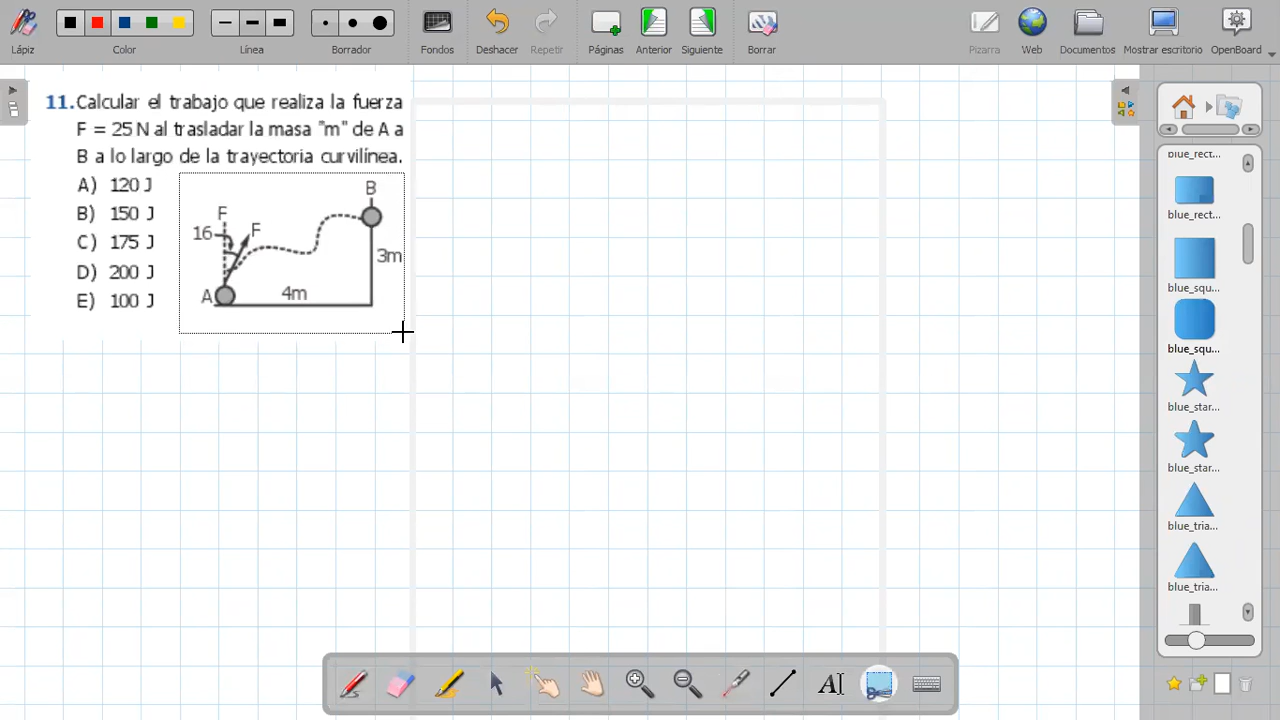 Lápiz
Color
Línea
Borrador
Fondos
Deshacer
Repetir
Páginas
Anterior
Siguiente
Borrar
Pizarra
Web
Documentos
Mostrar escritorio
OpenBoard
11. Calcular el trabajo que realiza la fuerza
F = 25 N al trasladar la masa "m" de A a
B a lo largo de la trayectoria curvilínea.
A) 120 J
B) 150 J
C) 175 J
D) 200 J
E) 100 J
B
F
16
F
3m
A
4m
blue_rect...
blue_rect...
blue_squ...
blue_squ...
blue_star...
blue_star...
blue_tria...
blue_tria...
AI